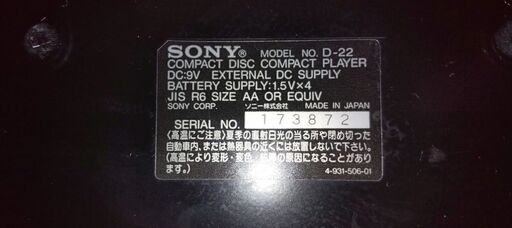 SONY® MODEL NO. D-22
COMPACT DISC COMPACT PLAYER
DC:9V EXTERNAL DC SUPPLY
BATTERY SUPPLY:1.5V×4
JIS R6 SIZE AA OR EQUIV
SONY CORP. ソニー株式会社 MADE IN JAPAN
SERIAL NO. 173872
〈高温にご注意〉夏季の直射日光の当る所や閉め切った
自動車内、または熱器具の近くには放置しないで下さい。
(高温により変形・変色・故障の原因になることがあり
ます。)
4-931-506-01